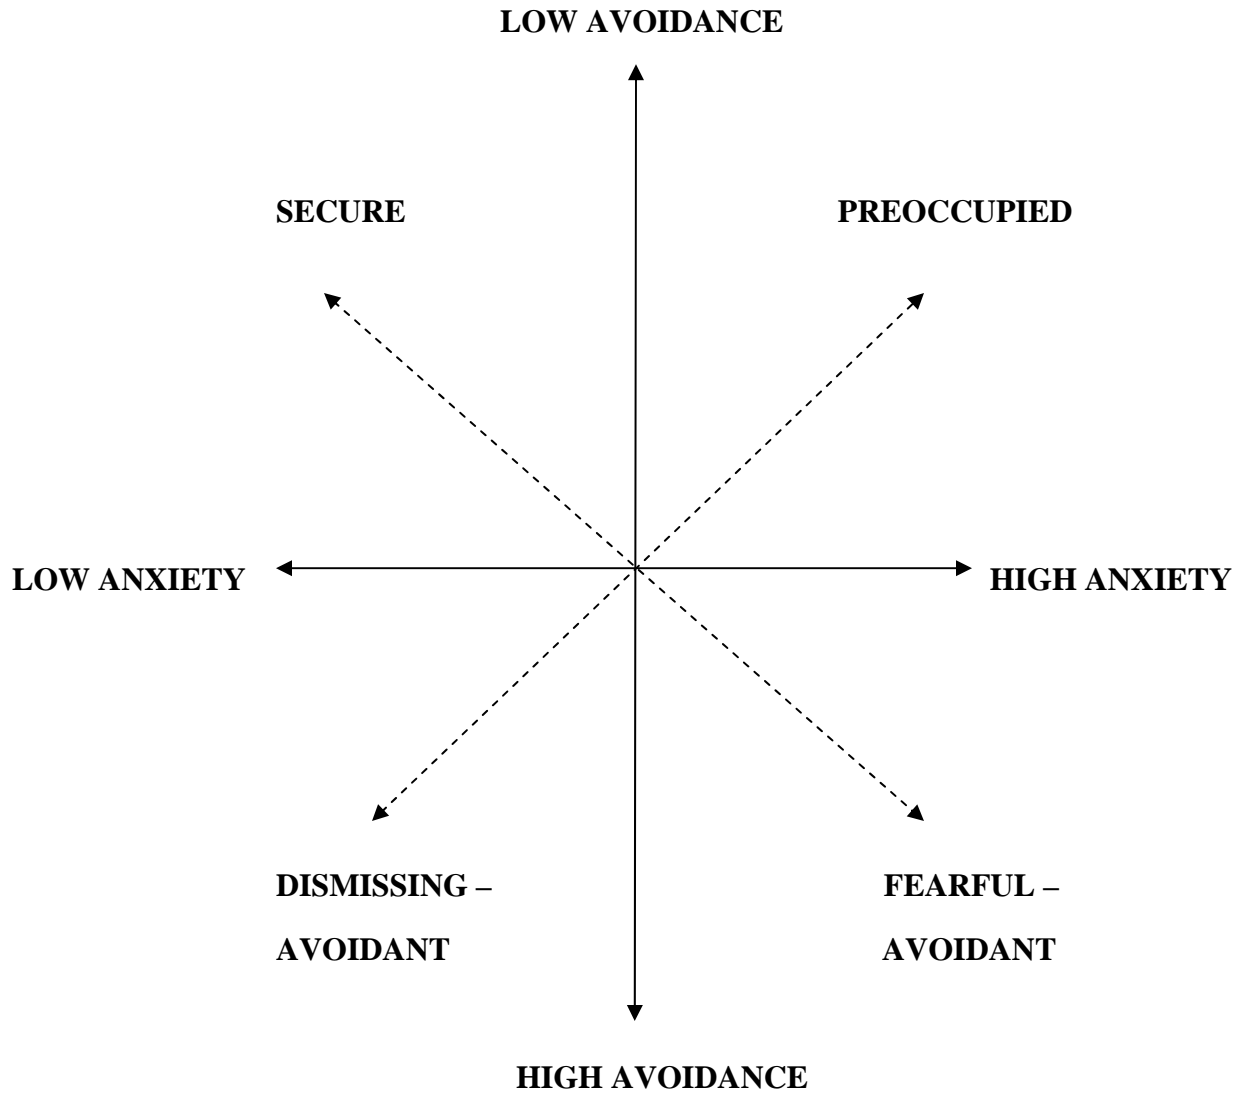 LOW AVOIDANCE
SECURE
PREOCCUPIED
LOW ANXIETY
HIGH ANXIETY
DISMISSING –
AVOIDANT
FEARFUL –
AVOIDANT
HIGH AVOIDANCE